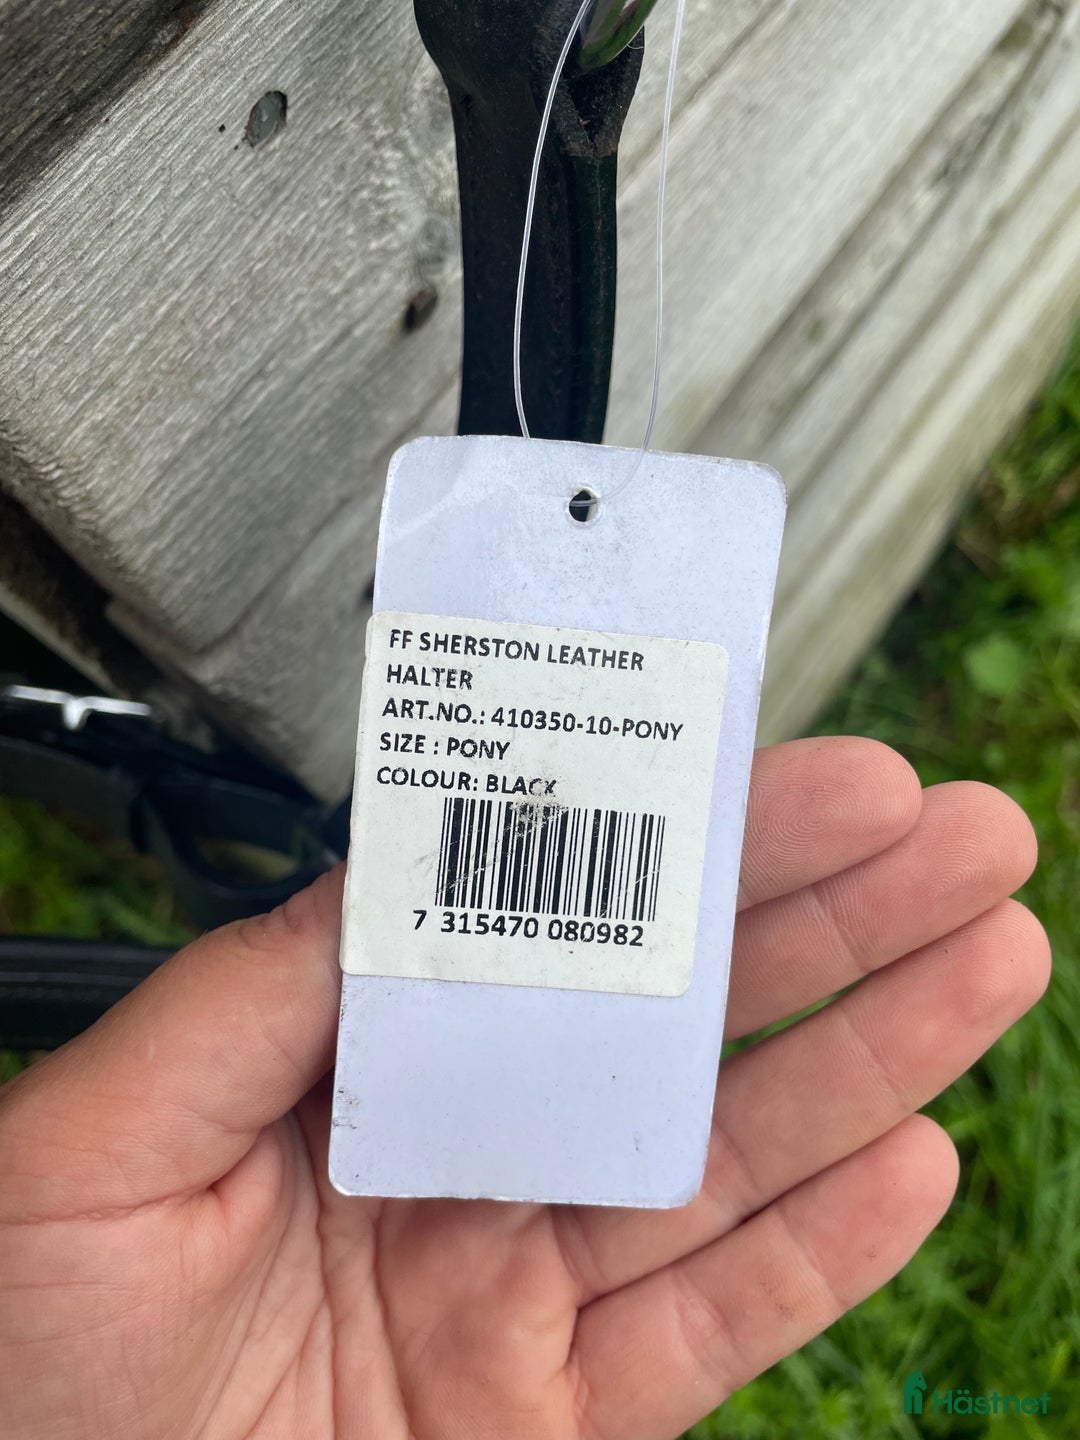 FF SHERSTON LEATHER
HALTER
ART.NO.: 410350-10-PONY
SIZE : PONY
COLOUR: BLACK
7 315470 080982
Hästnet